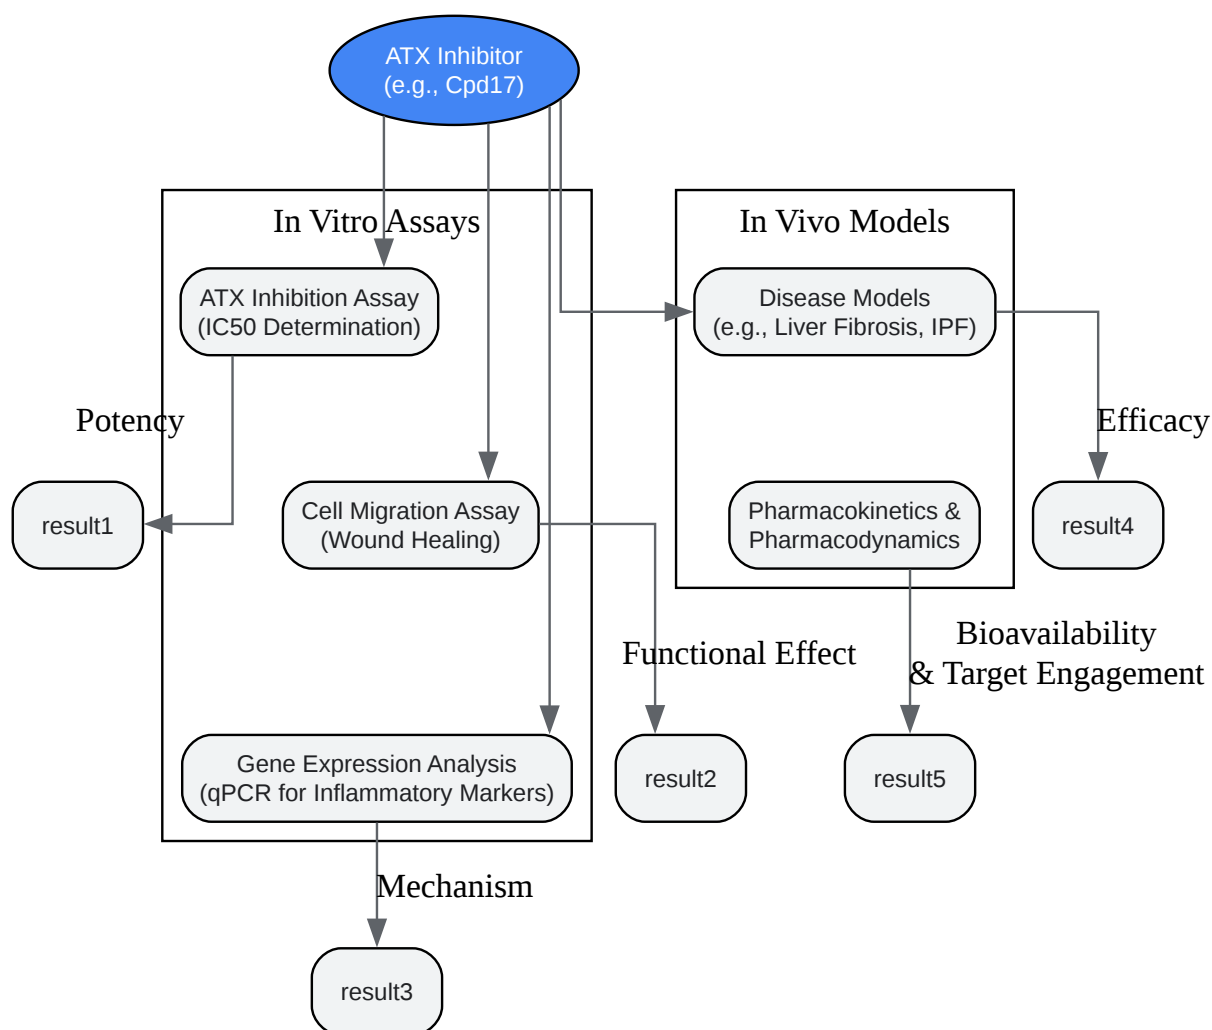 ATX Inhibitor
(e.g., Cpd17)
In Vitro Assays
In Vivo Models
ATX Inhibition Assay
(IC50 Determination)
Disease Models
(e.g., Liver Fibrosis, IPF)
Potency
Efficacy
result1
Cell Migration Assay
(Wound Healing)
Pharmacokinetics &
Pharmacodynamics
result4
Functional Effect
Bioavailability
& Target Engagement
Gene Expression Analysis
(qPCR for Inflammatory Markers)
result2
result5
Mechanism
result3